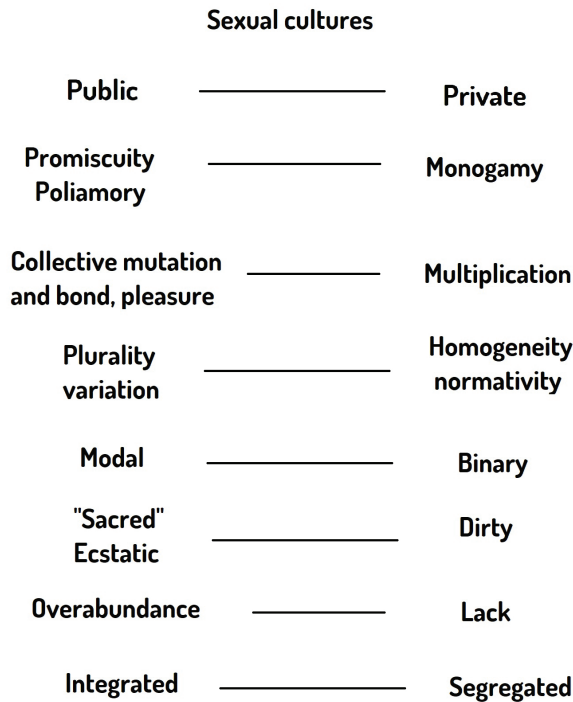 Sexual cultures
Public
Private
Promiscuity
Poliamory
Monogamy
Collective mutation
and bond, pleasure
Multiplication
Plurality
variation
Homogeneity
normativity
Modal
Binary
"Sacred"
Ecstatic
Dirty
Overabundance
Lack
Integrated
Segregated